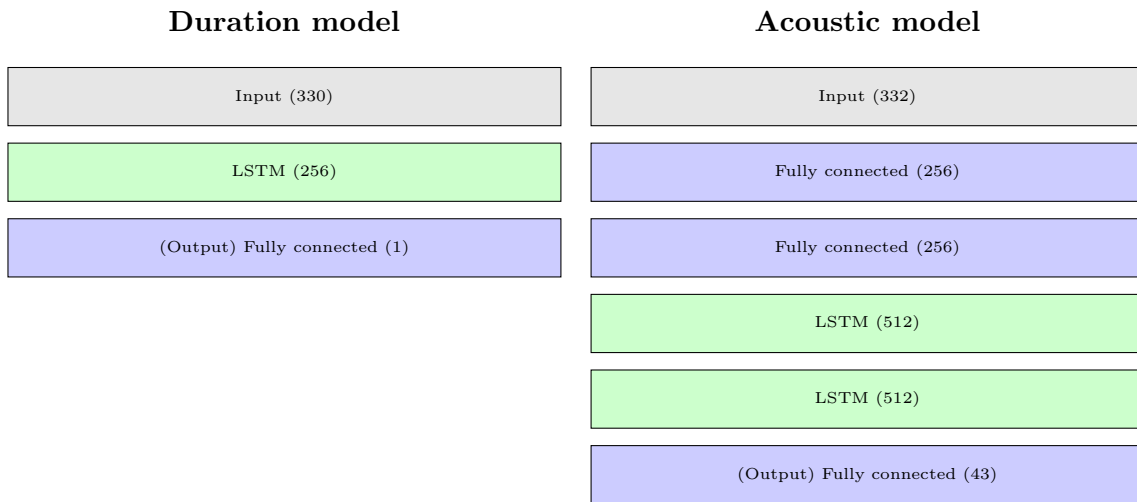 Duration model
Input (330)
LSTM (256)
(Output) Fully connected (1)
Acoustic model
Input (332)
Fully connected (256)
Fully connected (256)
LSTM (512)
LSTM (512)
(Output) Fully connected (43)